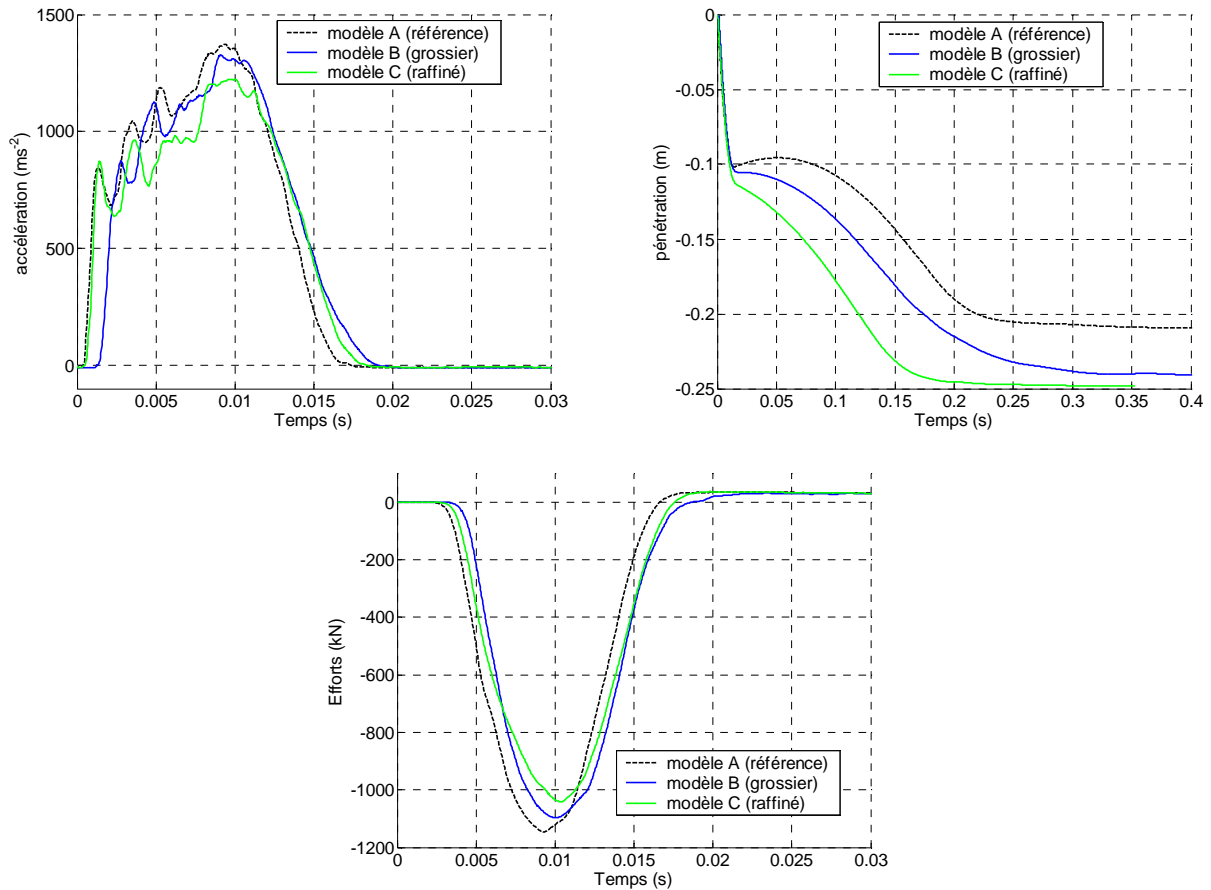 1500
1000
500
0
accélération (ms-2)
modèle A (référence)
modèle B (grossier)
modèle C (raffiné)
0 0.005 0.01 0.015 0.02 0.025 0.03
Temps (s)
0
-0.05
-0.1
-0.15
-0.2
-0.25
pénétration (m)
modèle A (référence)
modèle B (grossier)
modèle C (raffiné)
0 0.05 0.1 0.15 0.2 0.25 0.3 0.35 0.4
Temps (s)
0
-200
-400
-600
-800
-1000
-1200
Efforts (kN)
modèle A (référence)
modèle B (grossier)
modèle C (raffiné)
0 0.005 0.01 0.015 0.02 0.025 0.03
Temps (s)